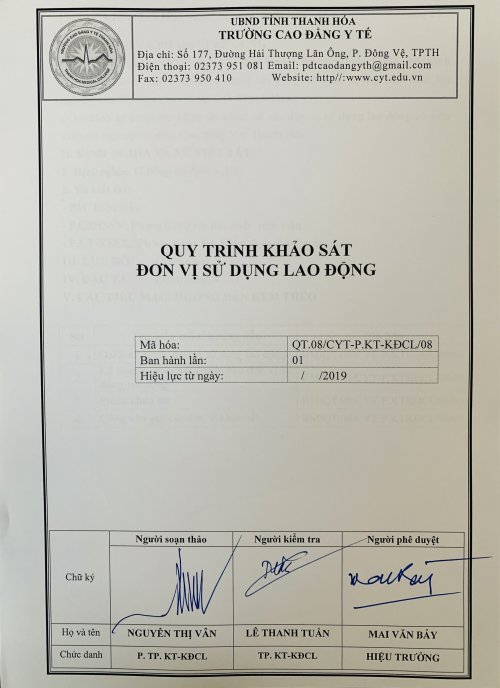 UBND TỈNH THANH HÓA
TRƯỜNG CAO ĐẲNG Y TẾ
Địa chỉ: Số 177, Đường Hải Thượng Lãn Ông, P. Đông Vệ, TPTH
Điện thoại: 02373 951 081 Email: pdtcaodangyth@gmail.com
Fax: 02373 950 410 Website: http//:www.cyt.edu.vn
QUY TRÌNH KHẢO SÁT
ĐƠN VỊ SỬ DỤNG LAO ĐỘNG
Mã hóa: QT.08/CYT-P.KT-KĐCL/08
Ban hành lần: 01
Hiệu lực từ ngày: / /2019
Người soạn thảo Người kiểm tra Người phê duyệt
Chữ ký
Họ và tên NGUYỄN THỊ VÂN LÊ THANH TUẤN MAI VĂN BẢY
Chức danh P. TP. KT-KĐCL TP. KT-KĐCL HIỆU TRƯỞNG